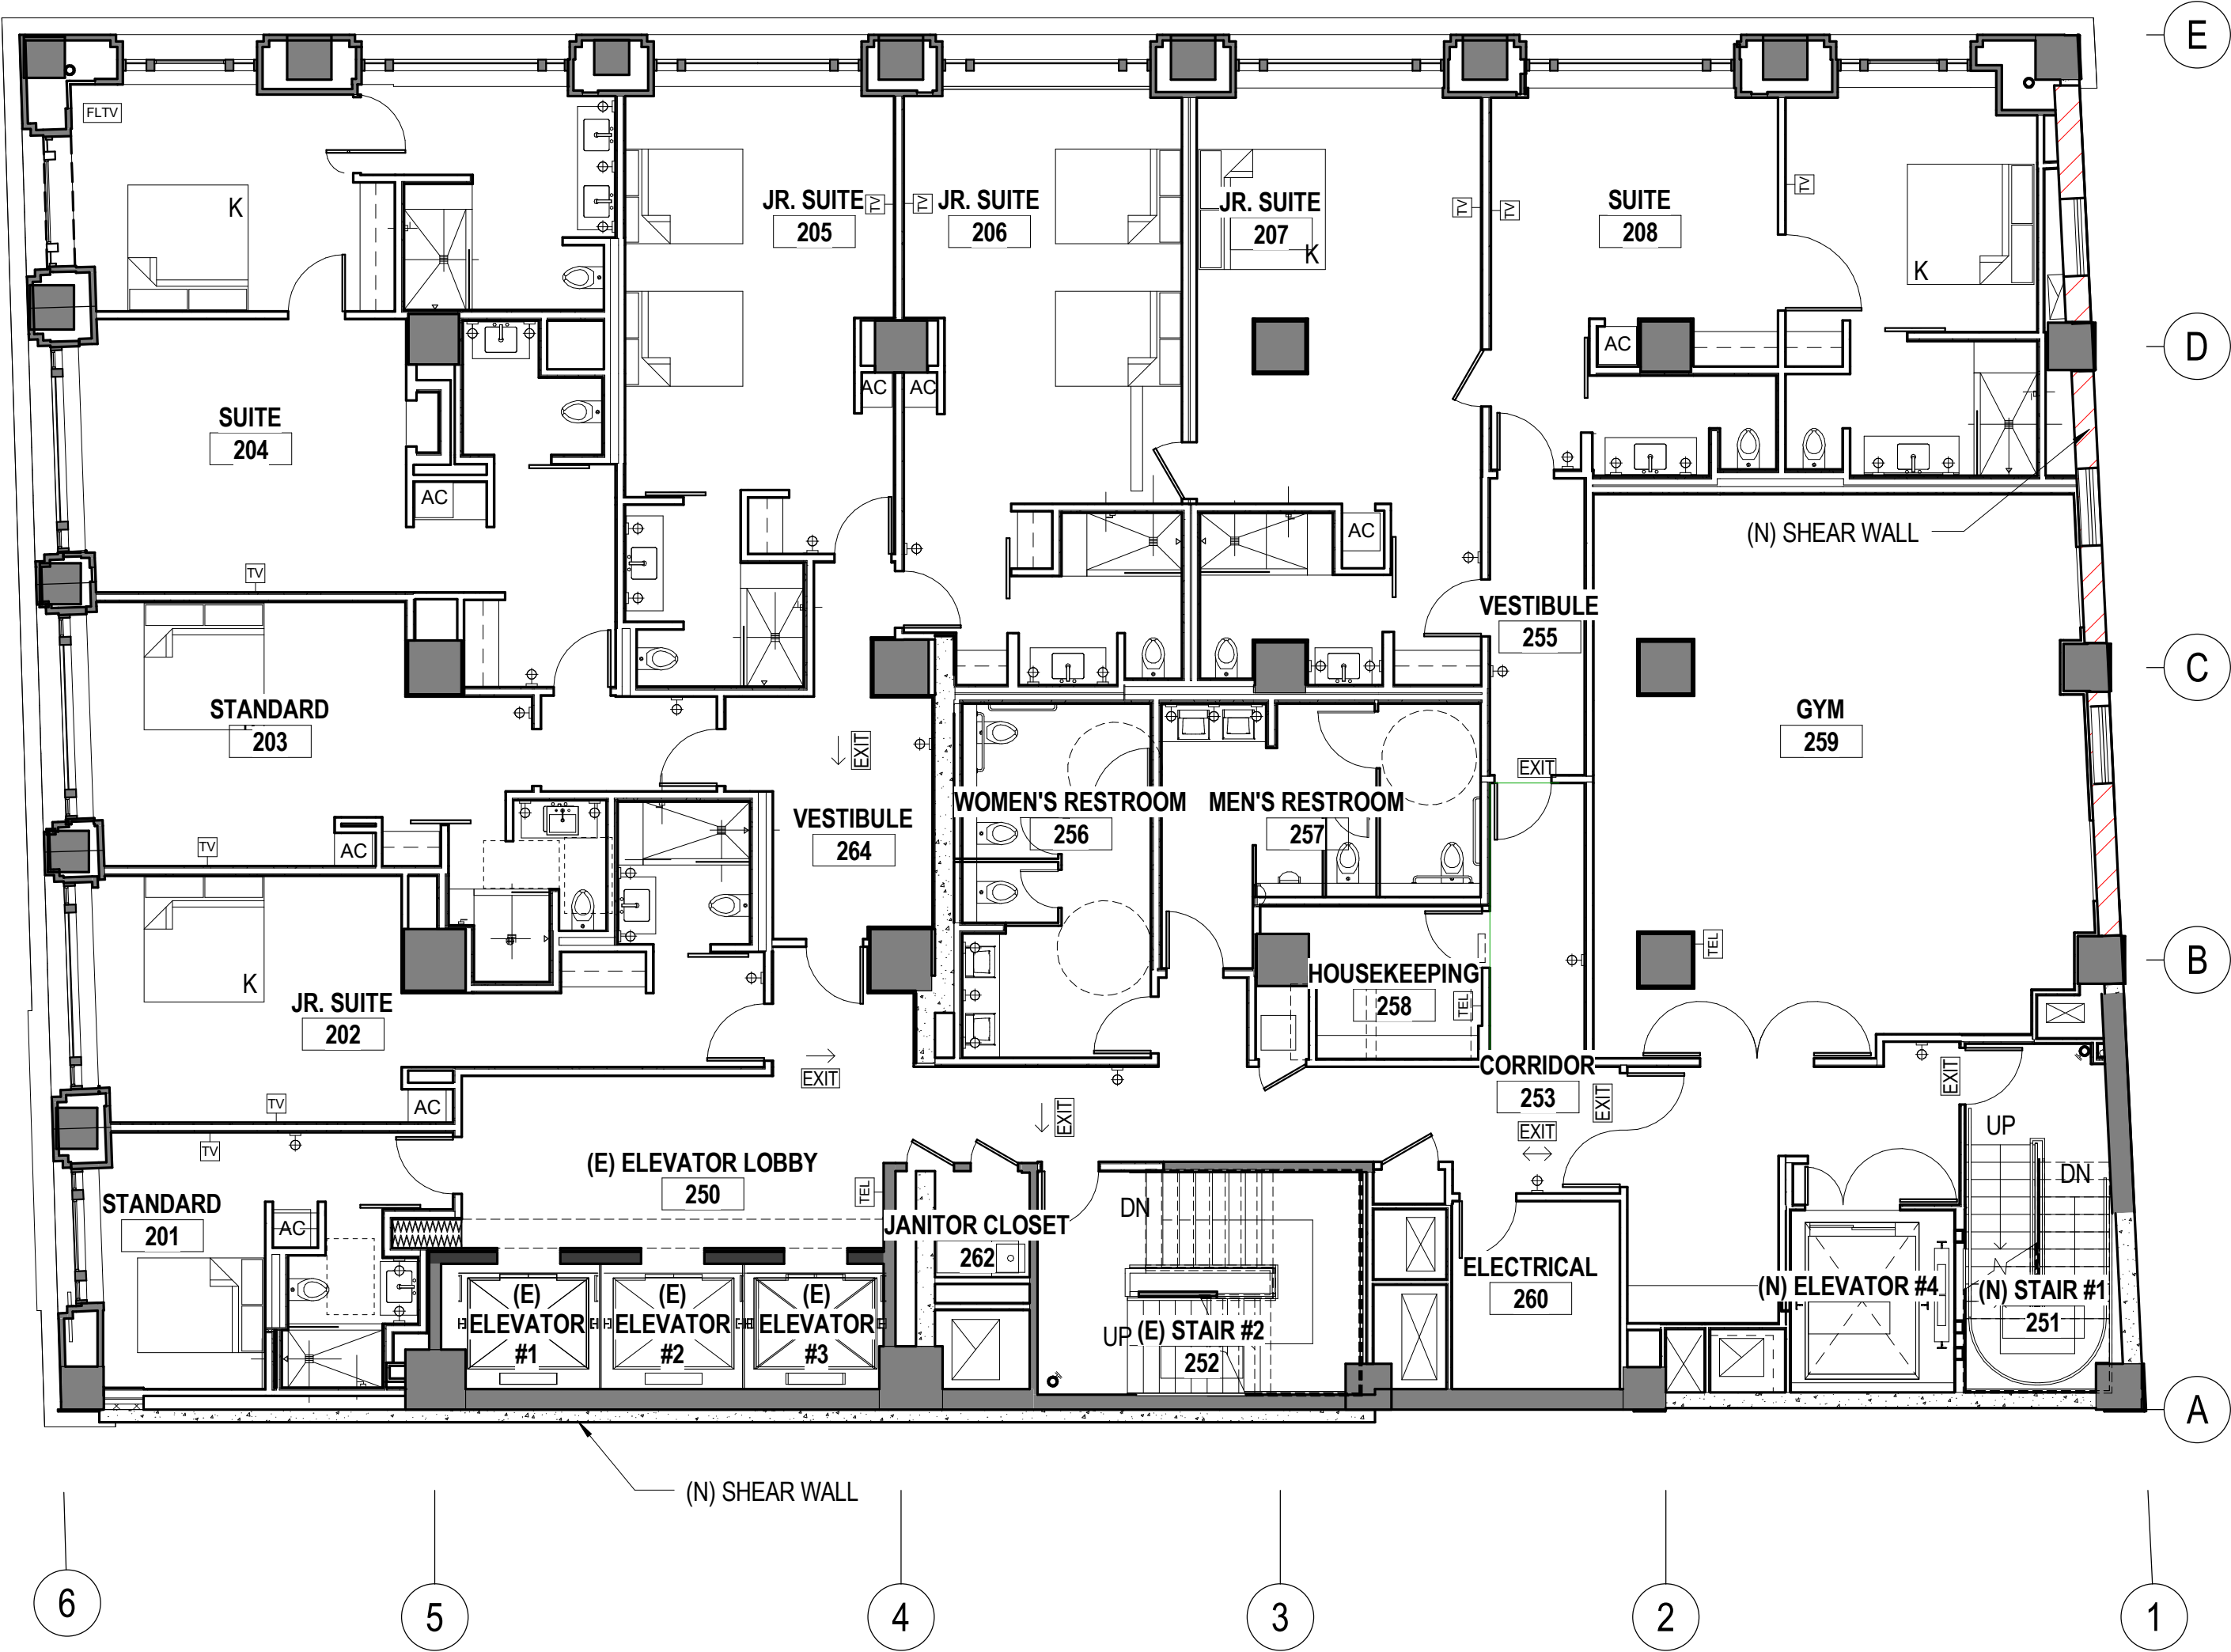 E
FLTV
K
JR. SUITE
205
TV
TV
JR. SUITE
206
JR. SUITE
207
K
TV
TV
SUITE
208
TV
K
D
AC
AC
AC
SUITE
204
AC
AC
(N) SHEAR WALL
TV
VESTIBULE
255
C
STANDARD
203
GYM
259
EXIT
EXIT
WOMEN'S RESTROOM
256
MEN'S RESTROOM
257
VESTIBULE
264
TV
AC
TEL
B
K
JR. SUITE
202
HOUSEKEEPING
258
TEL
EXIT
CORRIDOR
253
EXIT
EXIT
TV
AC
EXIT
EXIT
UP
TV
(E) ELEVATOR LOBBY
250
TEL
DN
STANDARD
201
AC
JANITOR CLOSET
262
DN
ELECTRICAL
260
(N) ELEVATOR #4
(N) STAIR #1
251
(E)
ELEVATOR
#1
(E)
ELEVATOR
#2
(E)
ELEVATOR
#3
UP
(E) STAIR #2
252
A
(N) SHEAR WALL
6
5
4
3
2
1